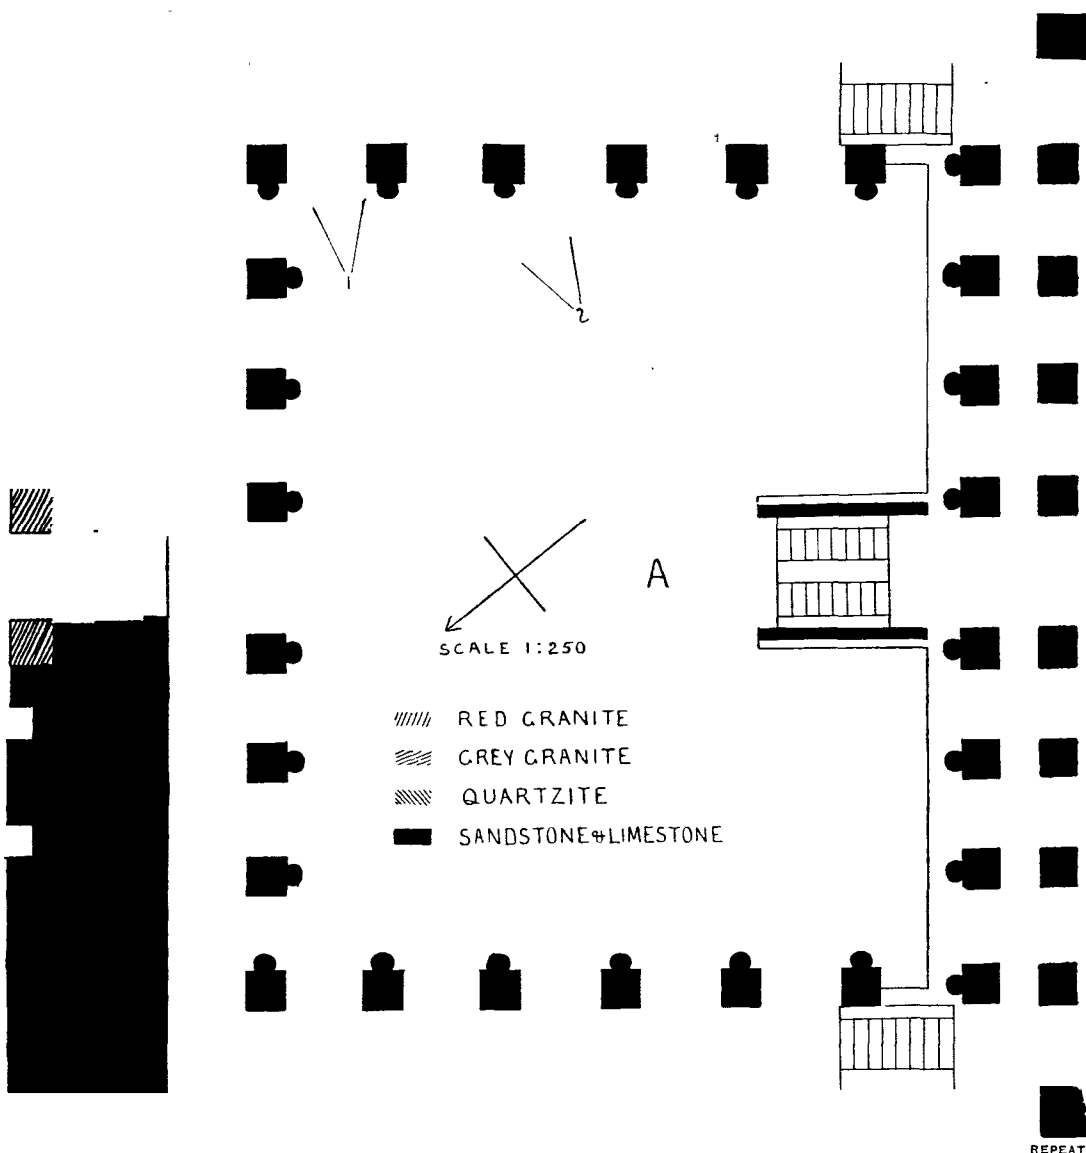 1
2
A
SCALE 1:250
RED GRANITE
GREY GRANITE
QUARTZITE
SANDSTONE & LIMESTONE
REPEAT